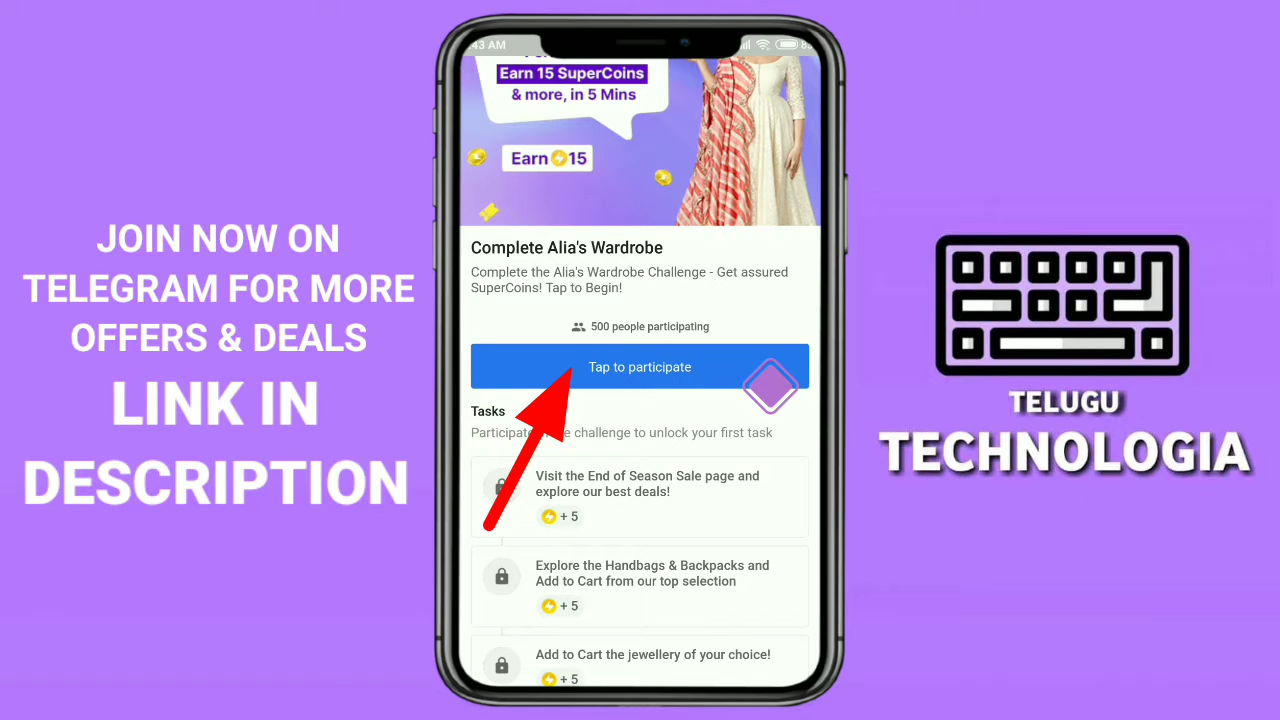 JOIN NOW ON
TELEGRAM FOR MORE
OFFERS & DEALS
LINK IN
DESCRIPTION
:43 AM
Earn 15 SuperCoins
& more, in 5 Mins
Earn 15
Complete Alia's Wardrobe
Complete the Alia's Wardrobe Challenge - Get assured
SuperCoins! Tap to Begin!
500 people participating
Tap to participate
Tasks
Participate challenge to unlock your first task
Visit the End of Season Sale page and
explore our best deals!
+ 5
Explore the Handbags & Backpacks and
Add to Cart from our top selection
+ 5
Add to Cart the jewellery of your choice!
+ 5
TELUGU
TECHNOLOGIA